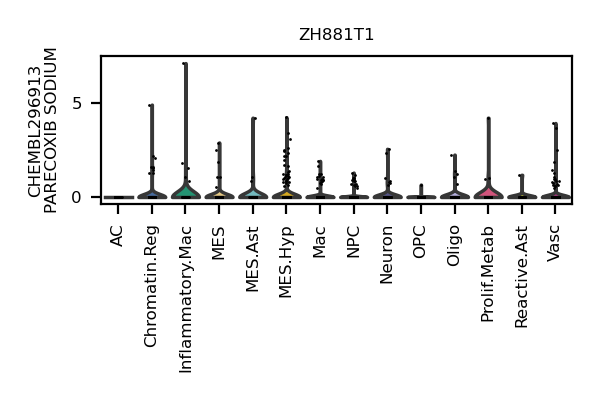 ZH881T1
CHEMBL296913
PARECOXIB SODIUM
5
0
AC
Chromatin.Reg
Inflammatory.Mac
MES
MES.Ast
MES.Hyp
Mac
NPC
Neuron
OPC
Oligo
Prolif.Metab
Reactive.Ast
Vasc